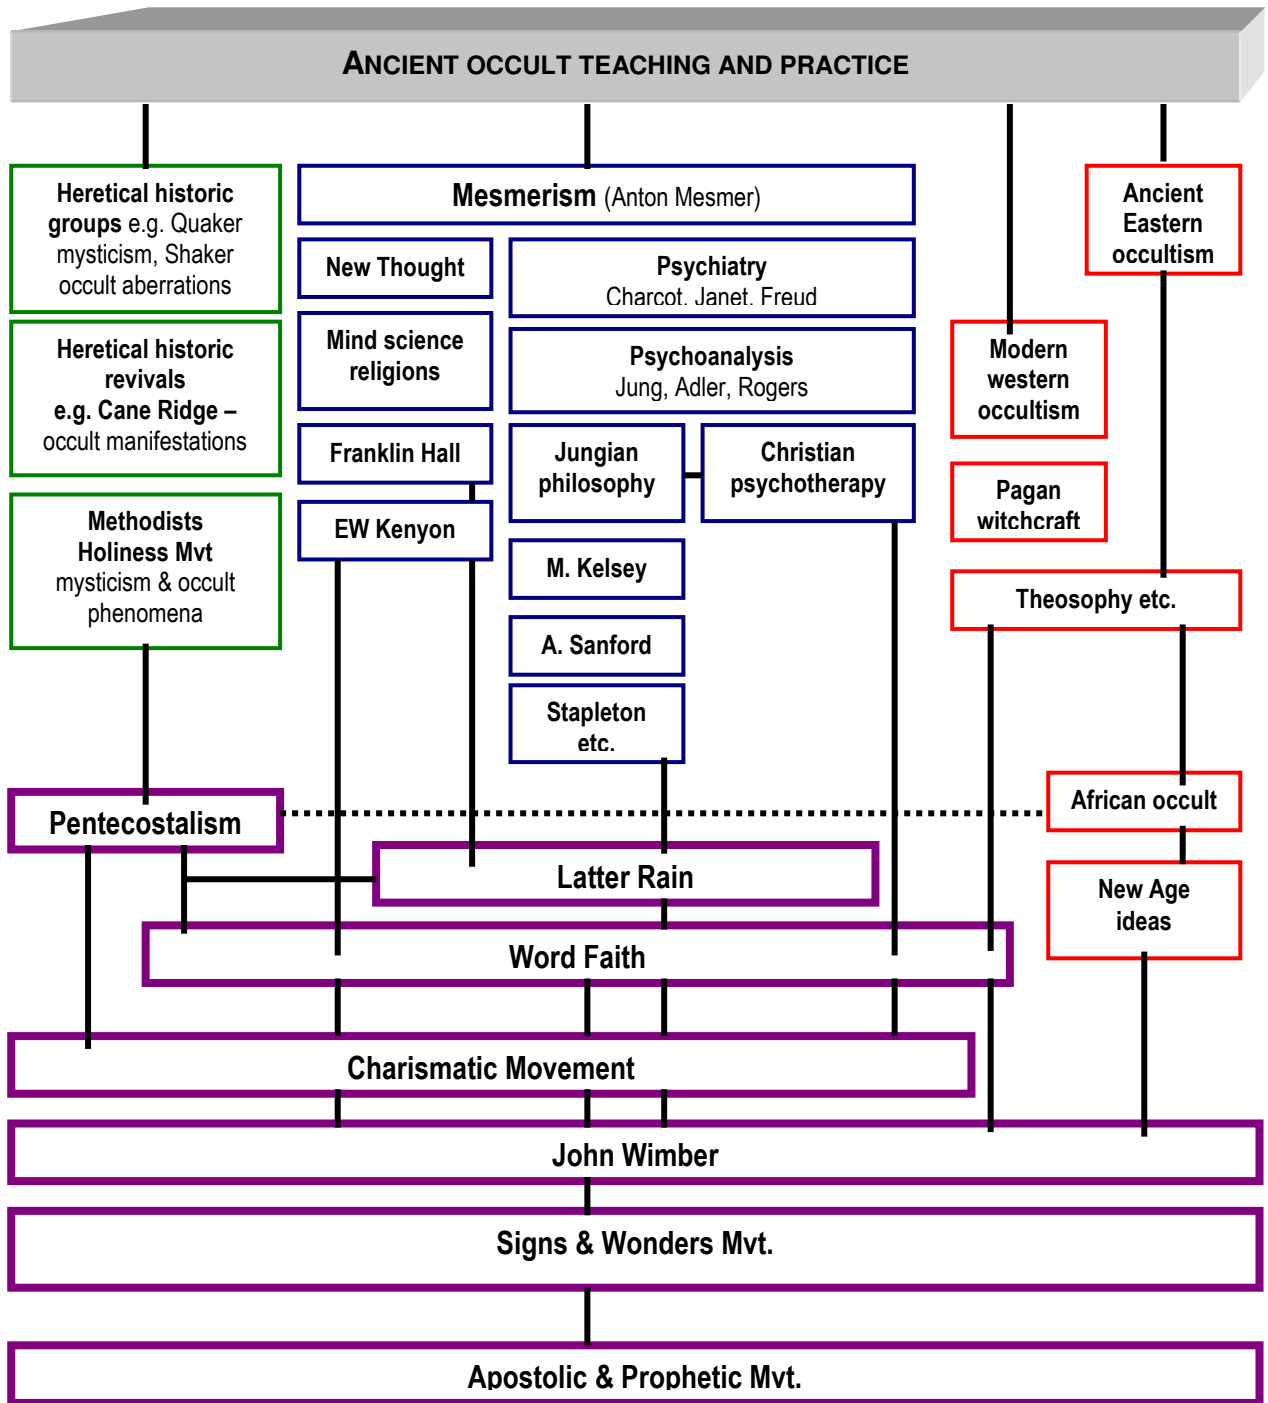 ANCIENT OCCULT TEACHING AND PRACTICE
Heretical historic
groups e.g. Quaker
mysticism, Shaker
occult aberrations
Heretical historic
revivals
e.g. Cane Ridge –
occult manifestations
Methodists
Holiness Mvt
mysticism & occult
phenomena
Mesmerism (Anton Mesmer)
New Thought
Mind science
religions
Franklin Hall
EW Kenyon
Psychiatry
Charcot, Janet, Freud
Psychoanalysis
Jung, Adler, Rogers
Jungian
philosophy
Christian
psychotherapy
M. Kelsey
A. Sanford
Stapleton
etc.
Ancient
Eastern
occultism
Modern
western
occultism
Pagan
witchcraft
Theosophy etc.
African occult
New Age
ideas
Pentecostalism
Latter Rain
Word Faith
Charismatic Movement
John Wimber
Signs & Wonders Mvt.
Apostolic & Prophetic Mvt.